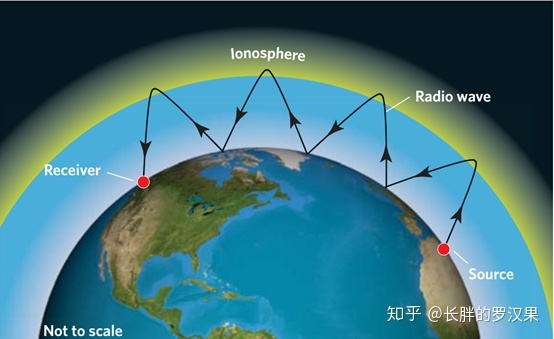 Ionosphere
Radio wave
Receiver
Source
Not to scale
知乎 @长胖的罗汉果